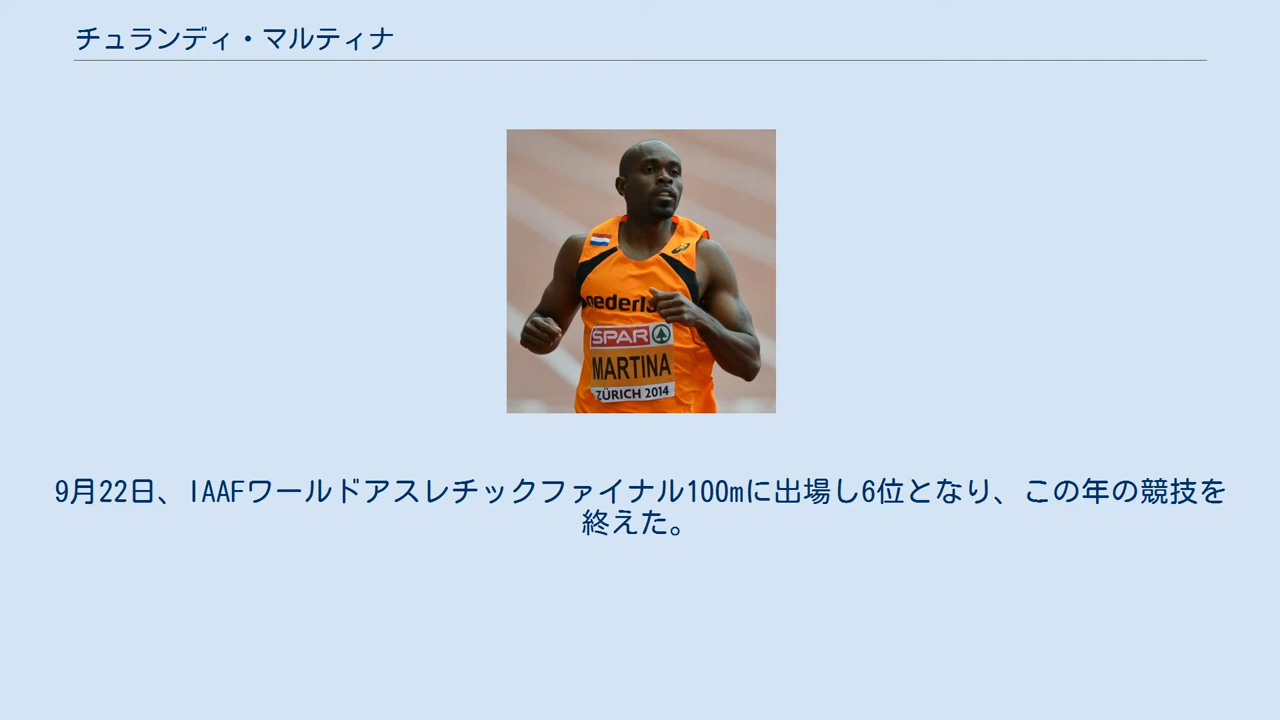 チュランディ・マルティナ
nederl
SPAR
MARTINA
ZÜRICH 2014
9月22日、IAAFワールドアスレチックファイナル100mに出場し6位となり、この年の競技を
終えた。